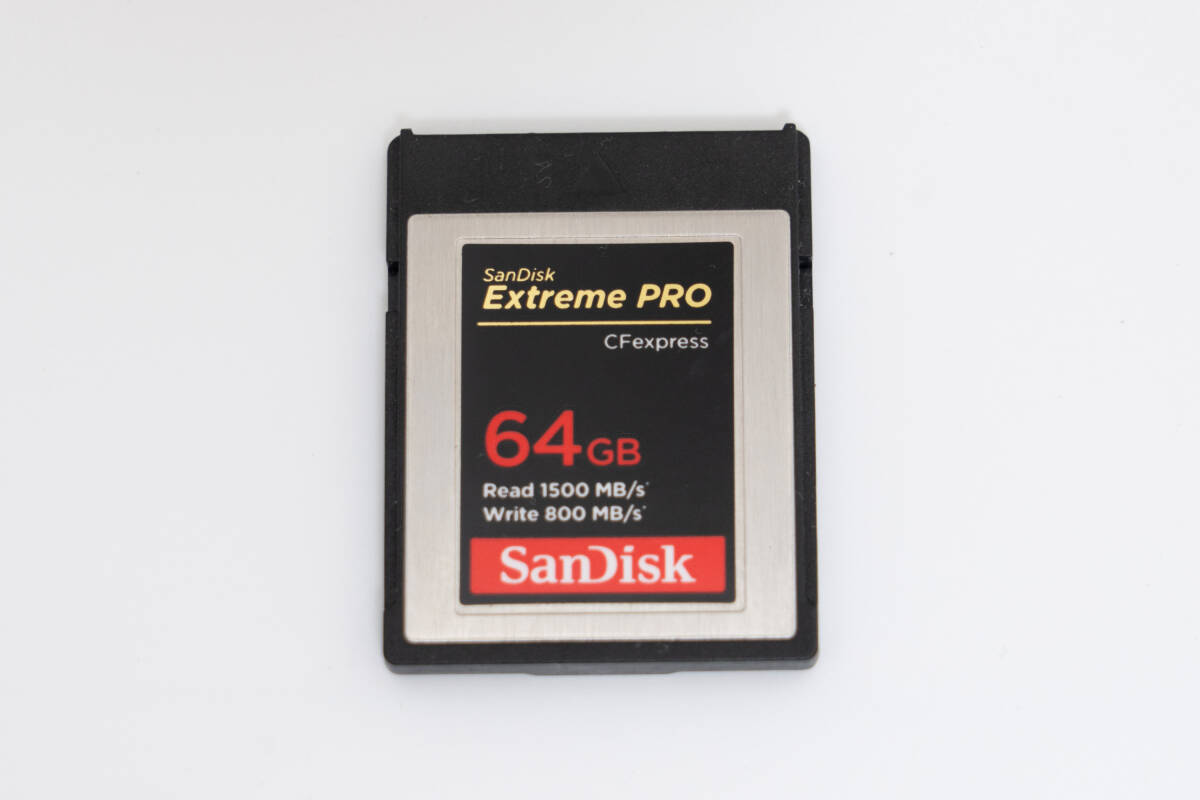 SanDisk
Extreme PRO
CFexpress
64GB
Read 1500 MB/s*
Write 800 MB/s*
SanDisk